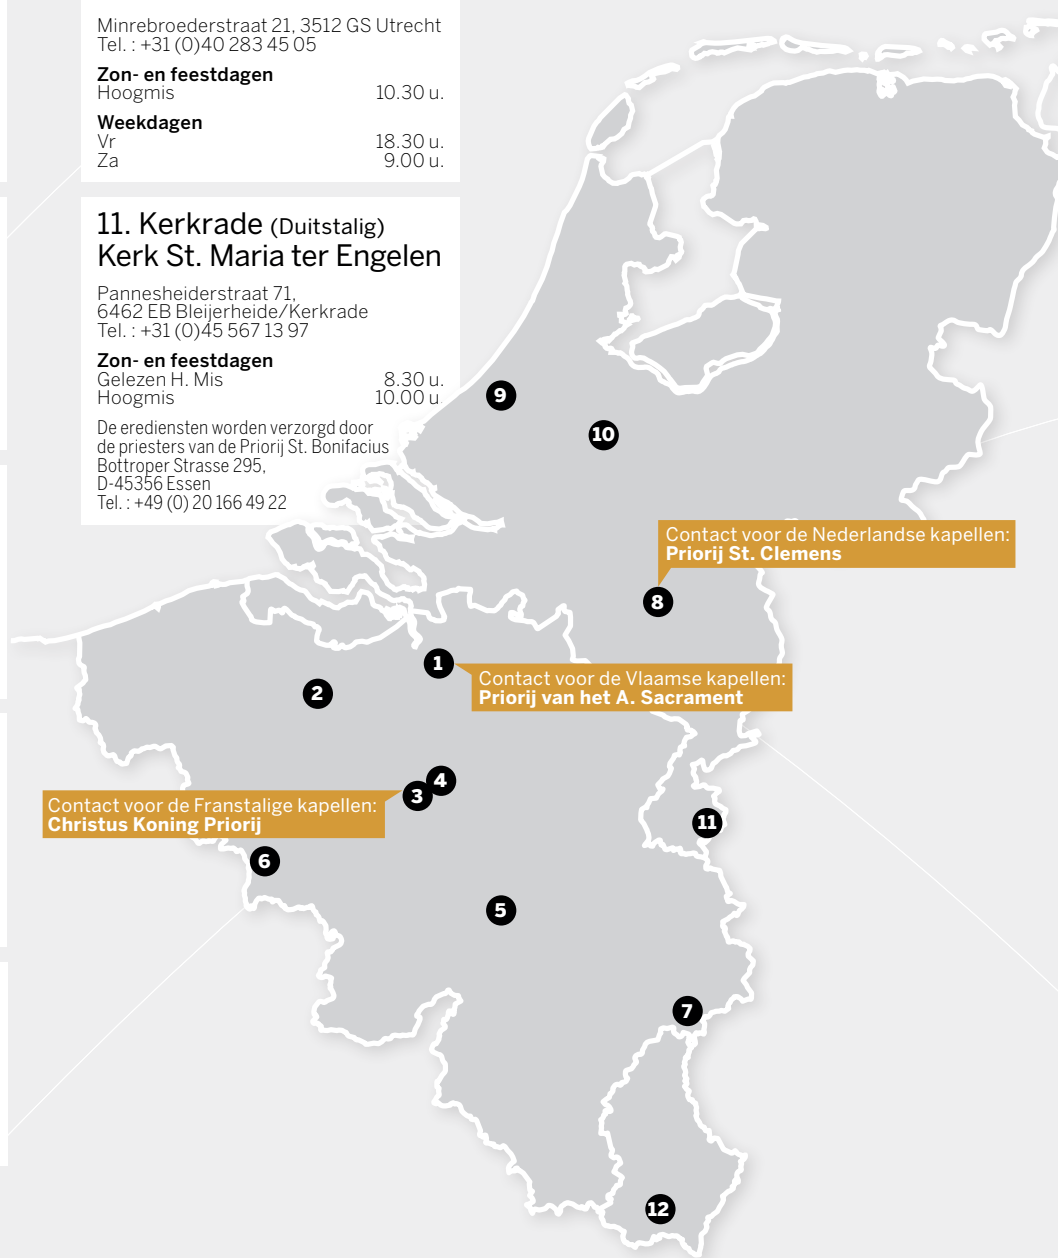 Minrebroederstraat 21, 3512 GS Utrecht
Tel. : +31 (0)40 283 45 05
Zon- en feestdagen
Hoogmis 10.30 u.
Weekdagen
Vr 18.30 u.
Za 9.00 u.
11. Kerkrade (Duitstalig)
Kerk St. Maria ter Engelen
Pannesheiderstraat 71,
6462 EB Bleijerheide/Kerkrade
Tel. : +31 (0)45 567 13 97
Zon- en feestdagen
Gelezen H. Mis 8.30 u.
Hoogmis 10.00 u.
De erediensten worden verzorgd door
de priesters van de Priorij St. Bonifacius
Bottroper Strasse 295,
D-45356 Essen
Tel. : +49 (0) 20 166 49 22
9
10
Contact voor de Nederlandse kapellen:
Priorij St. Clemens
8
1
Contact voor de Vlaamse kapellen:
Priorij van het A. Sacrament
2
4
3
Contact voor de Franstalige kapellen:
Christus Koning Priorij
11
6
5
7
12